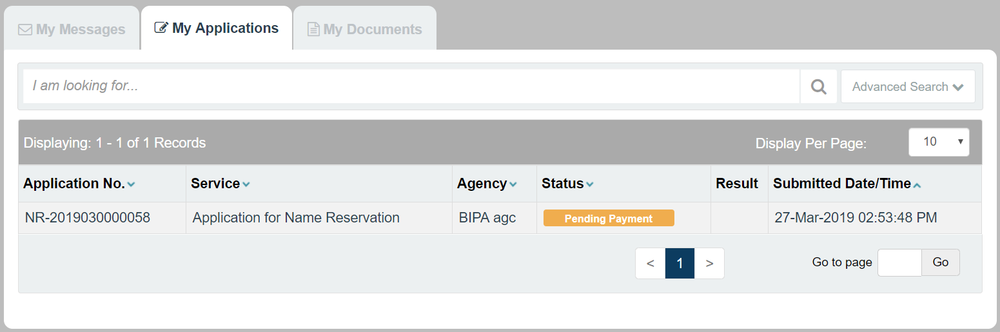 My Messages My Applications My Documents
I am looking for... Advanced Search
Displaying: 1 - 1 of 1 Records Display Per Page: 10
Application No. Service Agency Status Result Submitted Date/Time
NR-2019030000058 Application for Name Reservation BIPA agc Pending Payment 27-Mar-2019 02:53:48 PM
< 1 > Go to page Go